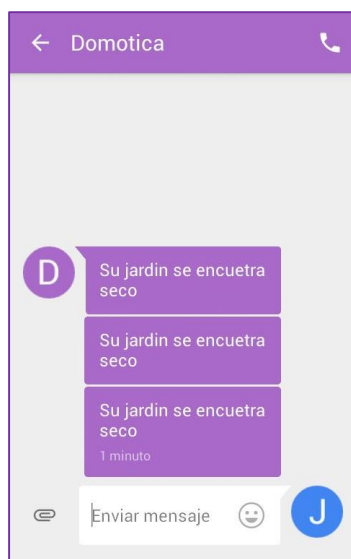 Domotica
D
Su jardin se encuetra
seco
Su jardin se encuetra
seco
Su jardin se encuetra
seco
1 minuto
Enviar mensaje
J